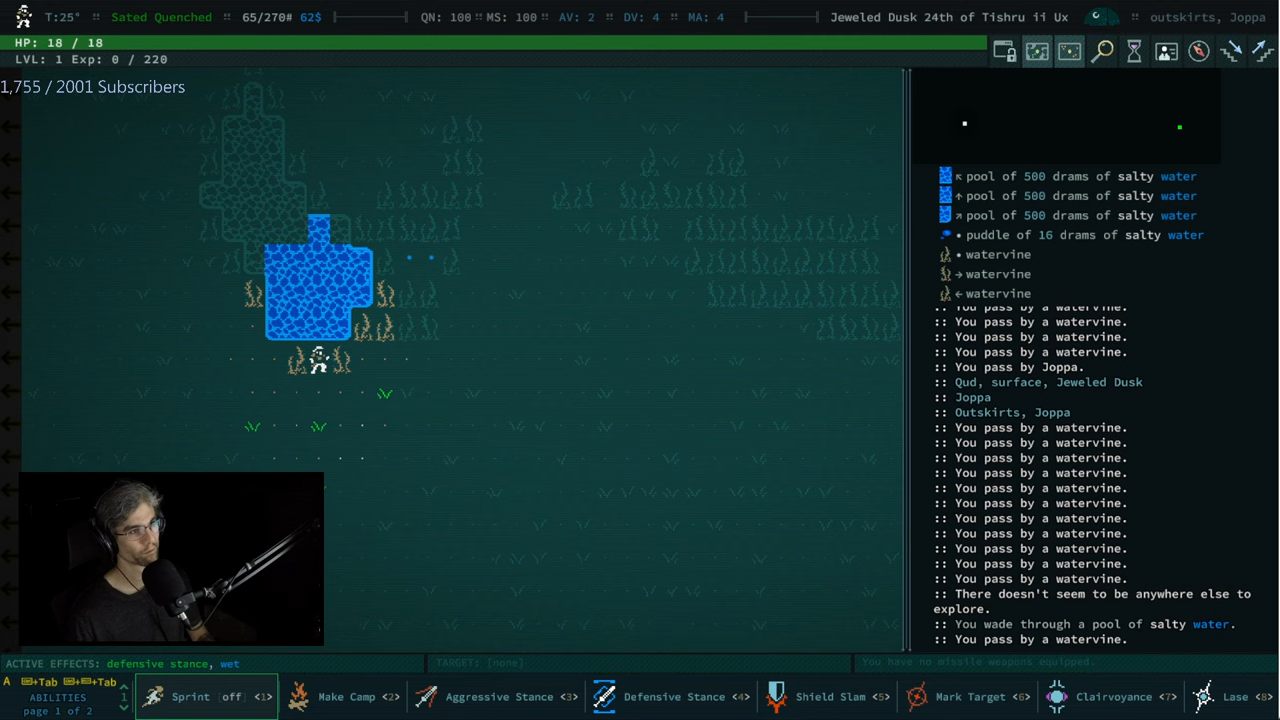 T:25° :: Sated Quenched :: 65/270# 62$ QN: 100 :: MS: 100 :: AV: 2 :: DV: 4 :: MA: 4 Jeweled Dusk 24th of Tishru ii Ux :: outskirts, Joppa
HP: 18 / 18
LVL: 1 Exp: 0 / 220
1,755 / 2001 Subscribers
pool of 500 drams of salty water
pool of 500 drams of salty water
pool of 500 drams of salty water
puddle of 16 drams of salty water
watervine
watervine
watervine
:: You pass by a watervine.
:: You pass by a watervine.
:: You pass by a watervine.
:: You pass by a watervine.
:: You pass by Joppa.
:: Qud, surface, Jeweled Dusk
:: Joppa
:: Outskirts, Joppa
:: You pass by a watervine.
:: You pass by a watervine.
:: You pass by a watervine.
:: You pass by a watervine.
:: You pass by a watervine.
:: You pass by a watervine.
:: You pass by a watervine.
:: You pass by a watervine.
:: You pass by a watervine.
:: You pass by a watervine.
:: You pass by a watervine.
:: There doesn't seem to be anywhere else to
explore.
:: You wade through a pool of salty water.
:: You pass by a watervine.
ACTIVE EFFECTS: defensive stance, wet
TARGET: [none]
You have no missile weapons equipped.
A +Tab +Tab
ABILITIES
page 1 of 2
Sprint [off] <1>
Make Camp <2>
Aggressive Stance <3>
Defensive Stance <4>
Shield Slam <5>
Mark Target <6>
Clairvoyance <7>
Lase <8>